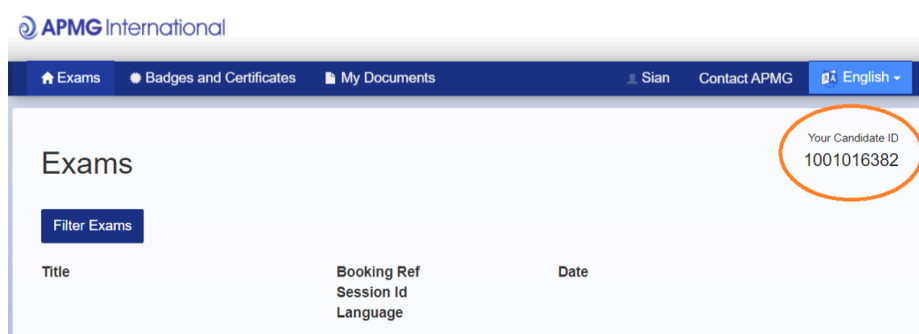 APMG International
Exams Badges and Certificates My Documents Sian Contact APMG English
Your Candidate ID
1001016382
Exams
Filter Exams
Title Booking Ref Date
Session Id
Language